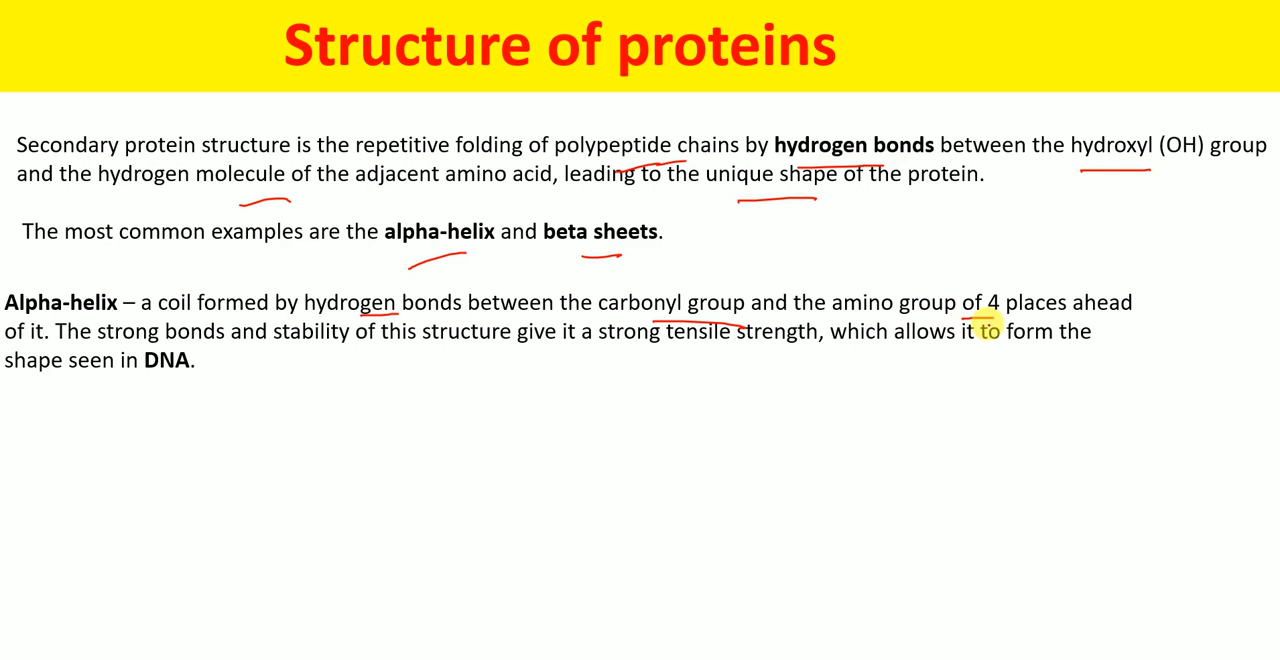 Structure of proteins
Secondary protein structure is the repetitive folding of polypeptide chains by hydrogen bonds between the hydroxyl (OH) group
and the hydrogen molecule of the adjacent amino acid, leading to the unique shape of the protein.
The most common examples are the alpha-helix and beta sheets.
Alpha-helix – a coil formed by hydrogen bonds between the carbonyl group and the amino group of 4 places ahead
of it. The strong bonds and stability of this structure give it a strong tensile strength, which allows it to form the
shape seen in DNA.